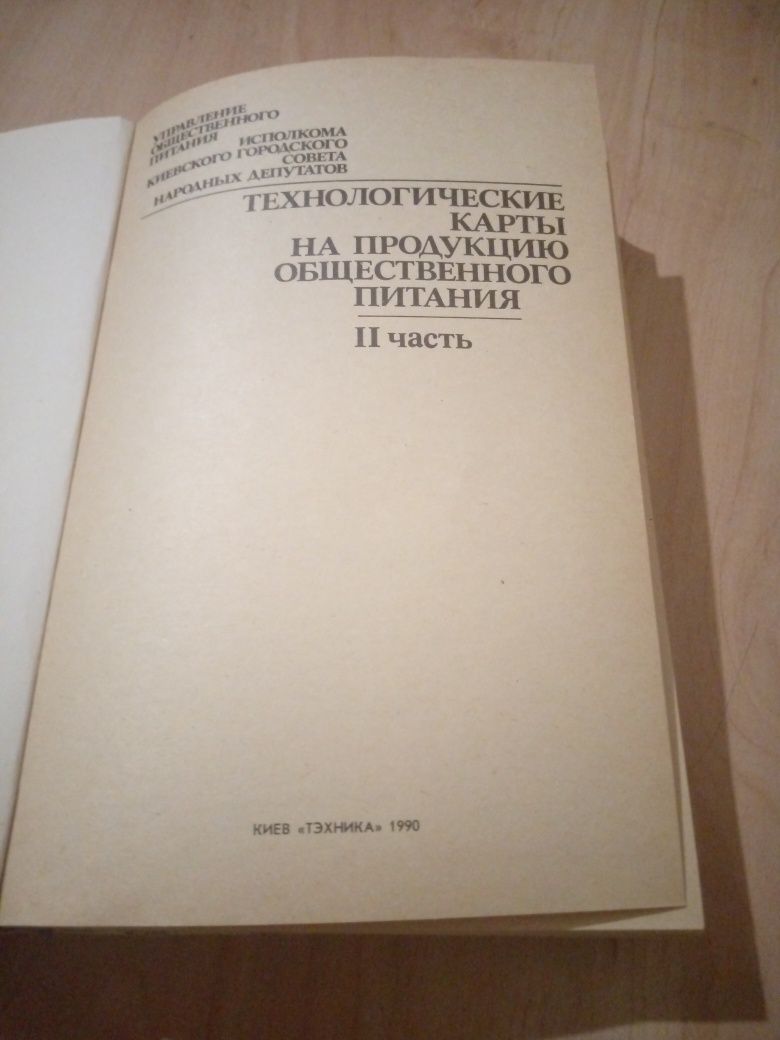 УПРАВЛЕНИЕ
ОБЩЕСТВЕННОГО
ПИТАНИЯ ИСПОЛКОМА
КИЕВСКОГО ГОРОДСКОГО
СОВЕТА
НАРОДНЫХ ДЕПУТАТОВ
ТЕХНОЛОГИЧЕСКИЕ
КАРТЫ
НА ПРОДУКЦИЮ
ОБЩЕСТВЕННОГО
ПИТАНИЯ
II часть
КИЕВ «ТЭХНИКА» 1990